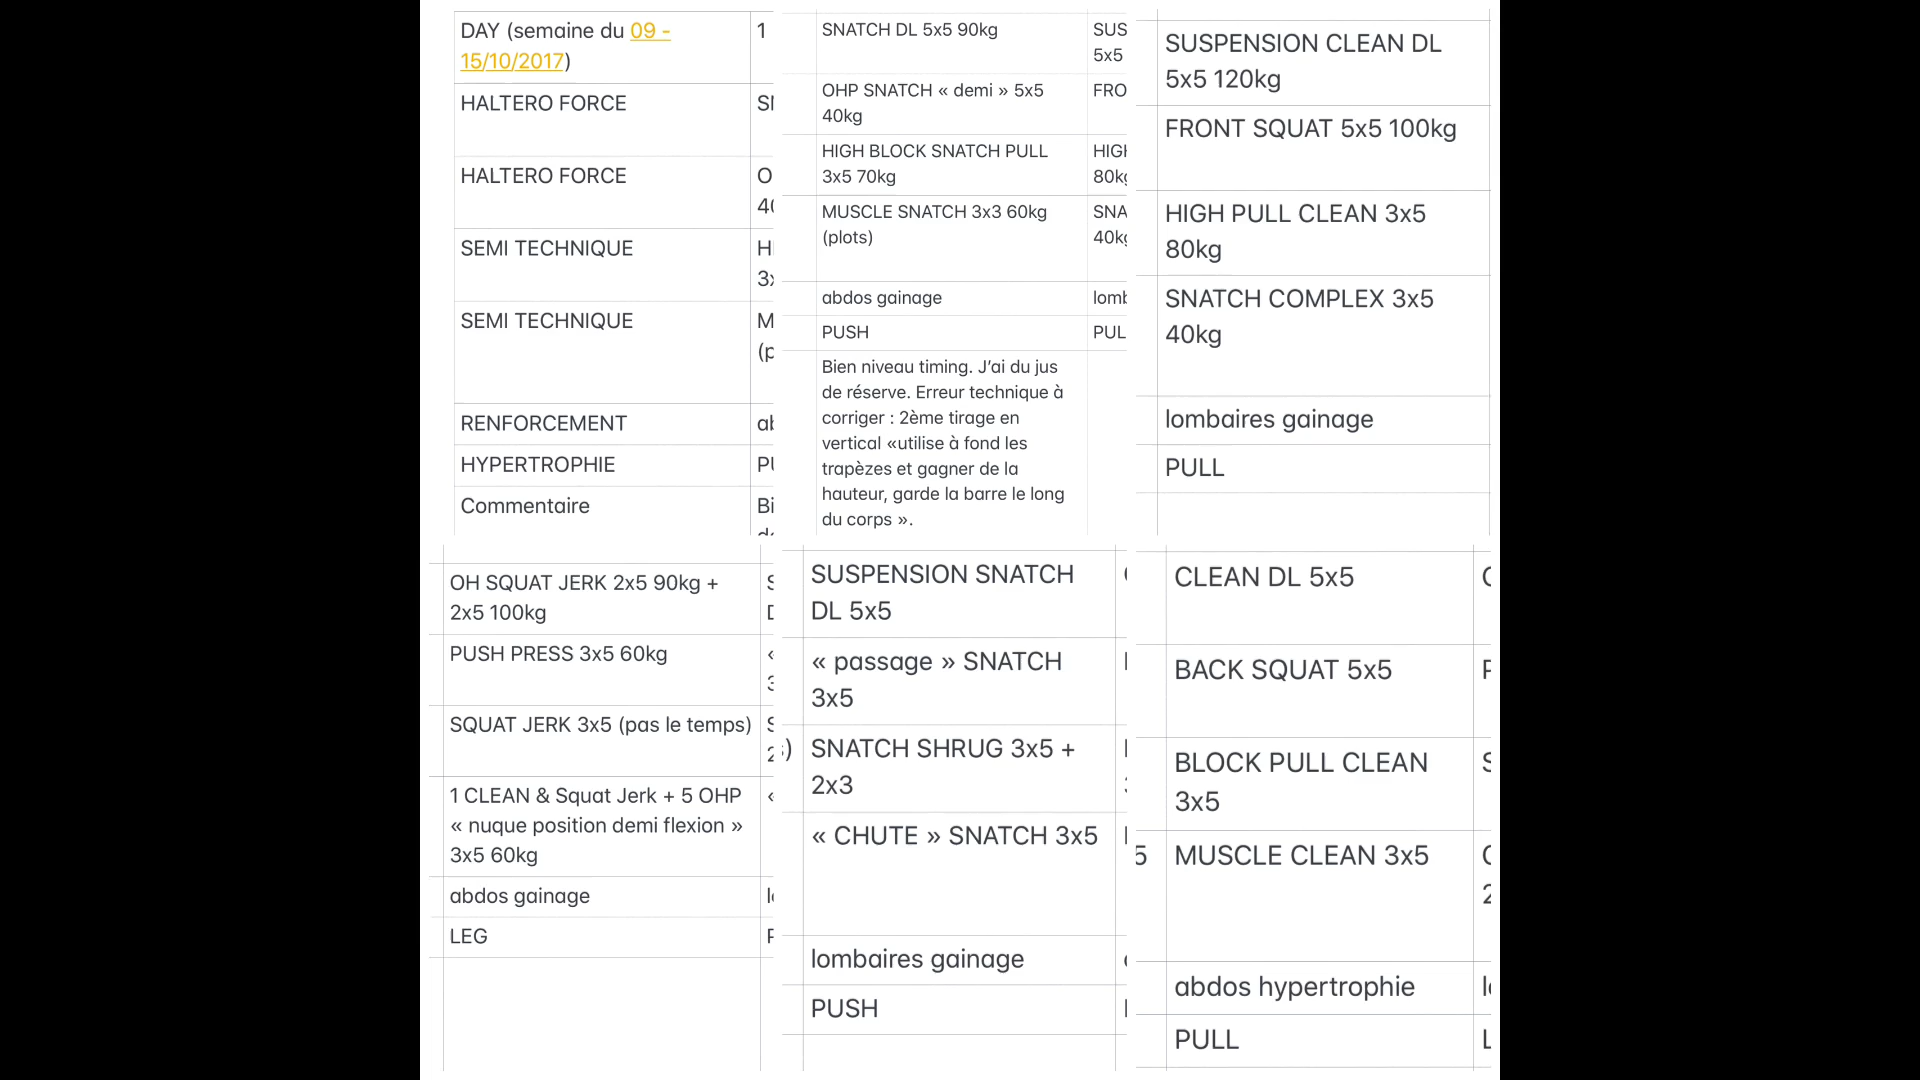 DAY (semaine du 09 -
15/10/2017)
1
HALTERO FORCE
HALTERO FORCE
SEMI TECHNIQUE
SEMI TECHNIQUE
RENFORCEMENT
HYPERTROPHIE
Commentaire
SNATCH DL 5x5 90kg
OHP SNATCH « demi » 5x5
40kg
HIGH BLOCK SNATCH PULL
3x5 70kg
MUSCLE SNATCH 3x3 60kg
(plots)
abdos gainage
PUSH
Bien niveau timing. J’ai du jus
de réserve. Erreur technique à
corriger : 2ème tirage en
vertical «utilise à fond les
trapèzes et gagner de la
hauteur, garde la barre le long
du corps ».
SUSPENSION CLEAN DL
5x5 120kg
FRONT SQUAT 5x5 100kg
HIGH PULL CLEAN 3x5
80kg
SNATCH COMPLEX 3x5
40kg
lombaires gainage
PULL
OH SQUAT JERK 2x5 90kg +
2x5 100kg
PUSH PRESS 3x5 60kg
SQUAT JERK 3x5 (pas le temps)
1 CLEAN & Squat Jerk + 5 OHP
« nuque position demi flexion »
3x5 60kg
abdos gainage
LEG
SUSPENSION SNATCH
DL 5x5
« passage » SNATCH
3x5
SNATCH SHRUG 3x5 +
2x3
« CHUTE » SNATCH 3x5
lombaires gainage
PUSH
CLEAN DL 5x5
BACK SQUAT 5x5
BLOCK PULL CLEAN
3x5
MUSCLE CLEAN 3x5
abdos hypertrophie
PULL